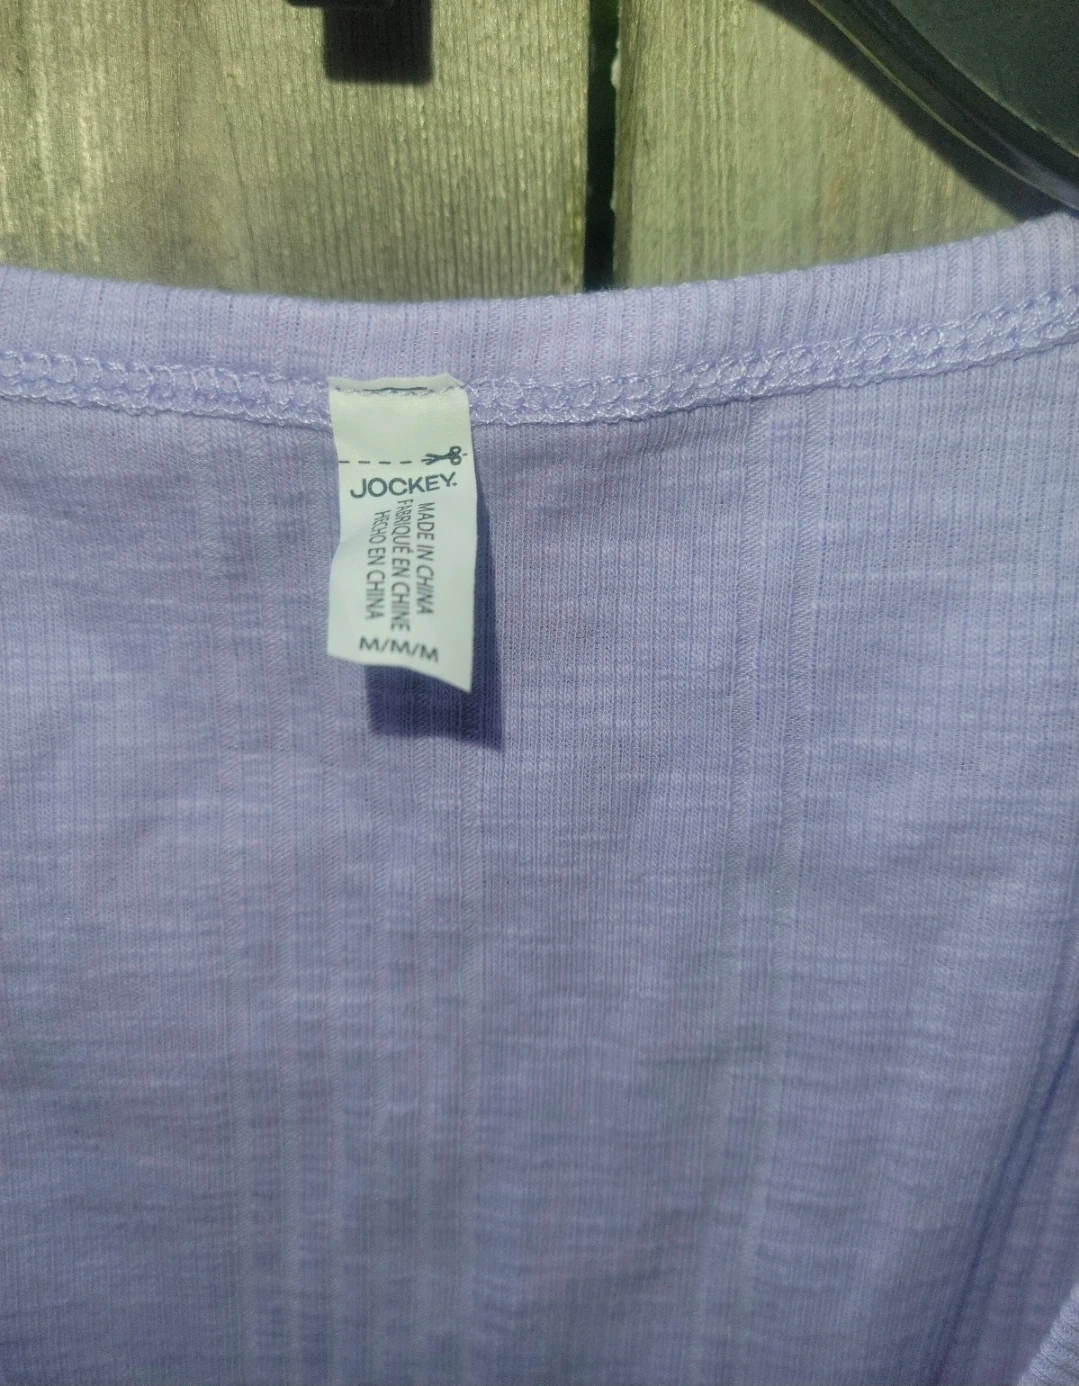 JOCKEY.
MADE IN CHINA
FABRIQUÉ EN CHINE
HECHO EN CHINA
M/M/M